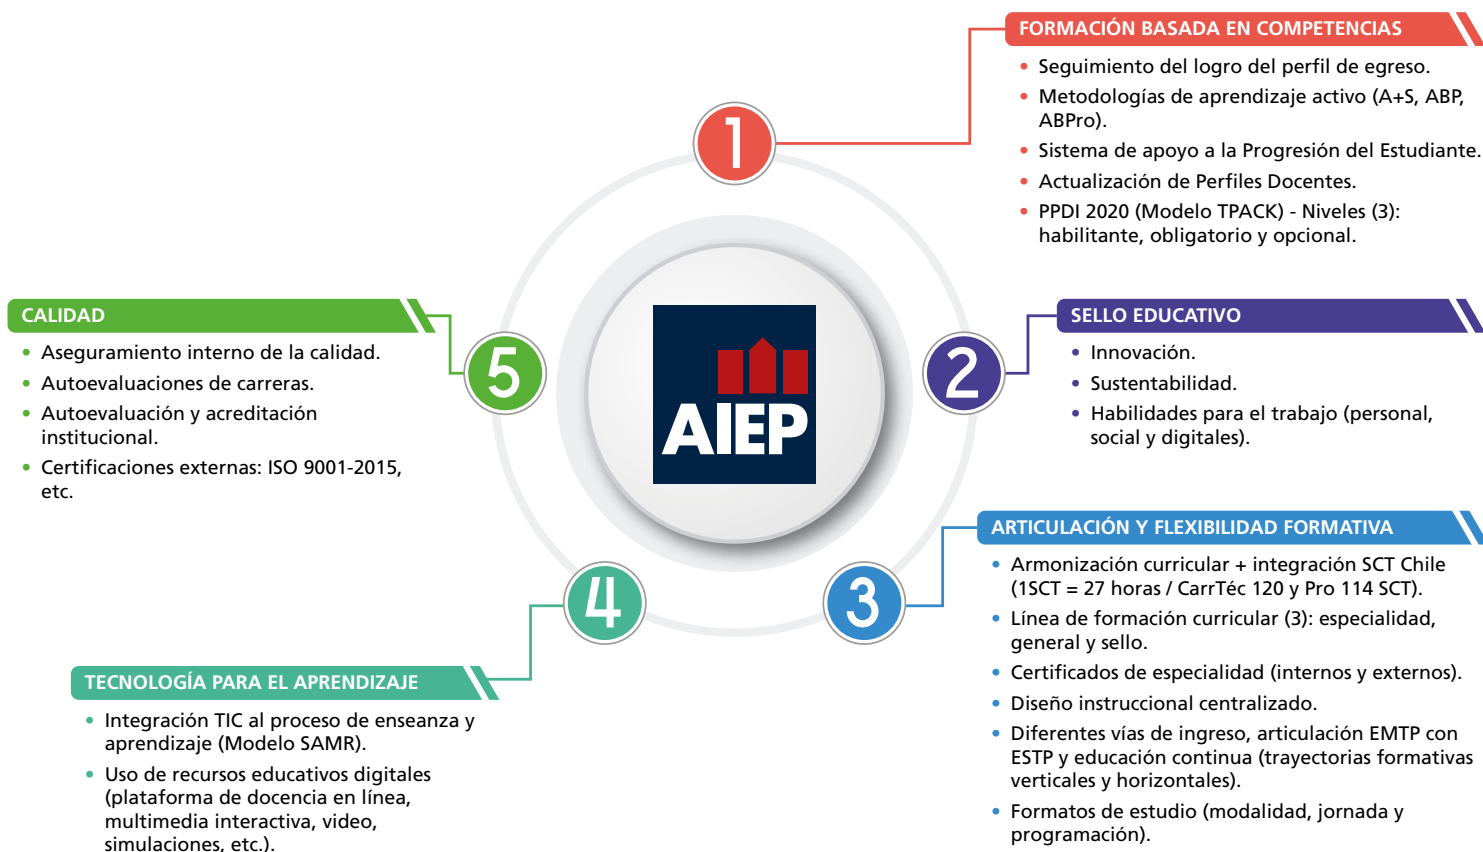 1
FORMACIÓN BASADA EN COMPETENCIAS
• Seguimiento del logro del perfil de egreso.
• Metodologías de aprendizaje activo (A+S, ABP,
ABPro).
• Sistema de apoyo a la Progresión del Estudiante.
• Actualización de Perfiles Docentes.
• PPDI 2020 (Modelo TPACK) - Niveles (3):
habilitante, obligatorio y opcional.
2
SELLO EDUCATIVO
• Innovación.
• Sustentabilidad.
• Habilidades para el trabajo (personal,
social y digitales).
3
ARTICULACIÓN Y FLEXIBILIDAD FORMATIVA
• Armonización curricular + integración SCT Chile
(1SCT = 27 horas / CarrTéc 120 y Pro 114 SCT).
• Línea de formación curricular (3): especialidad,
general y sello.
• Certificados de especialidad (internos y externos).
• Diseño instruccional centralizado.
• Diferentes vías de ingreso, articulación EMTP con
ESTP y educación continua (trayectorias formativas
verticales y horizontales).
• Formatos de estudio (modalidad, jornada y
programación).
4
TECNOLOGÍA PARA EL APRENDIZAJE
• Integración TIC al proceso de enseanza y
aprendizaje (Modelo SAMR).
• Uso de recursos educativos digitales
(plataforma de docencia en línea,
multimedia interactiva, video,
simulaciones, etc.).
5
CALIDAD
• Aseguramiento interno de la calidad.
• Autoevaluaciones de carreras.
• Autoevaluación y acreditación
institucional.
• Certificaciones externas: ISO 9001-2015,
etc.
AIEP